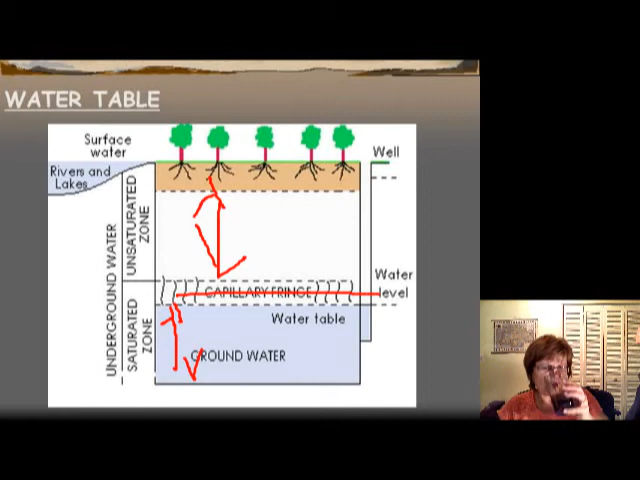 WATER TABLE
Surface
water
Well
Rivers and
Lakes
UNDERGROUND WATER
UNSATURATED
ZONE
SATURATED
ZONE
CAPILLARY FRINGE
Water
level
Water table
GROUND WATER